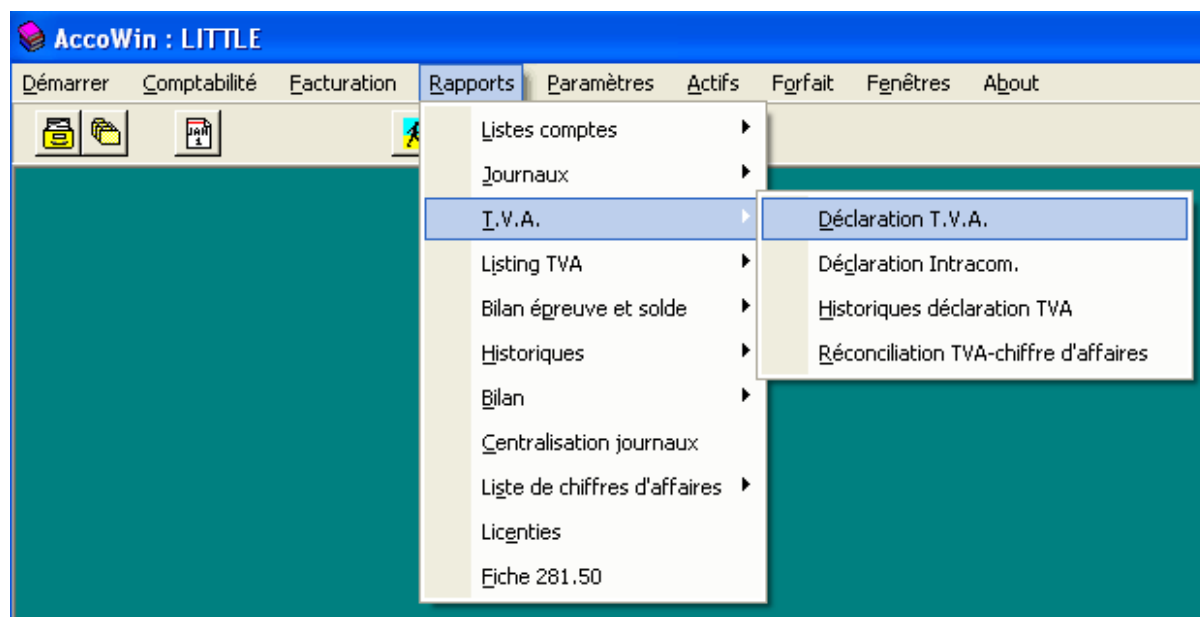 AccoWin : LITTLE
Démarrer Comptabilité Facturation Rapports Paramètres Actifs Forfait Fenêtres About
JAN
1
Listes comptes
Journaux
T.V.A.
Déclaration T.V.A.
Listing TVA
Déclaration Intracom.
Bilan épreuve et solde
Historiques déclaration TVA
Historiques
Réconciliation TVA-chiffre d'affaires
Bilan
Centralisation journaux
Liste de chiffres d'affaires
Licenties
Fiche 281.50